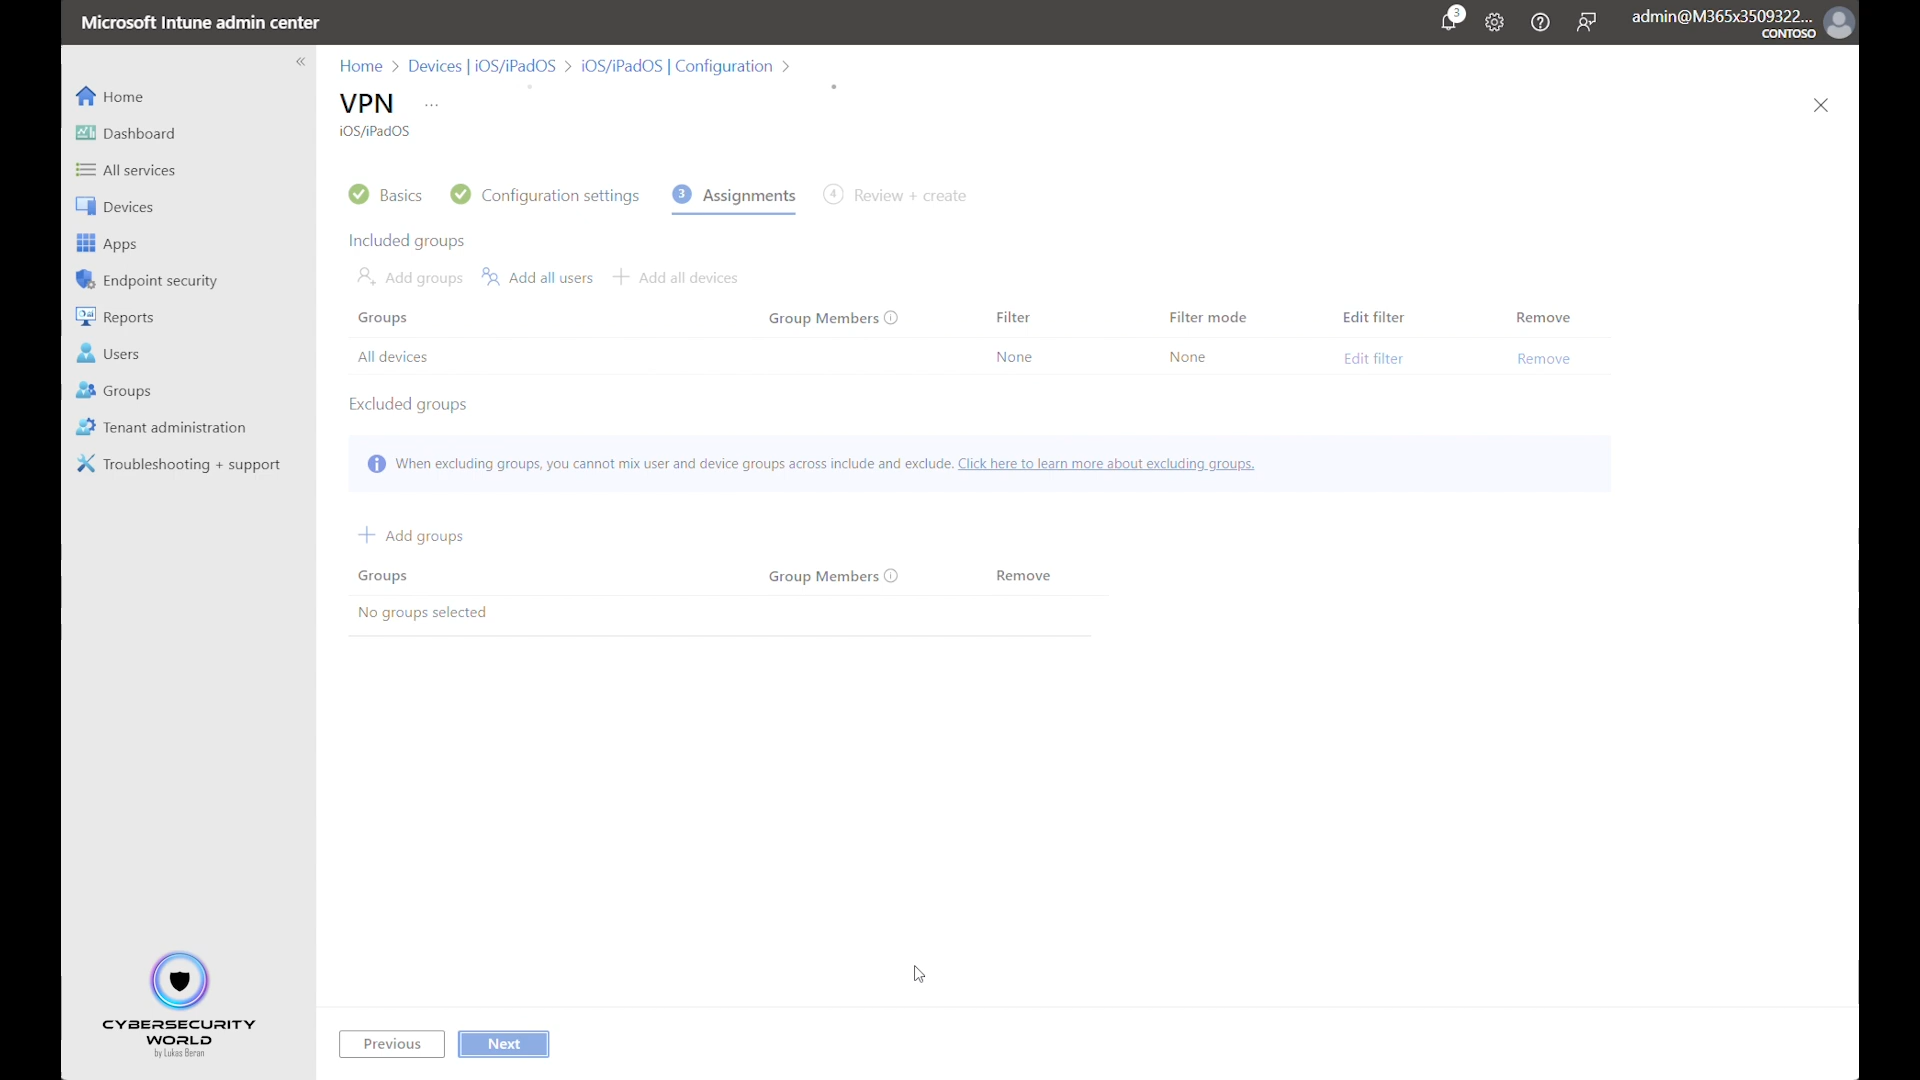 Microsoft Intune admin center
3
admin@M365x3509322...
CONTOSO
«
Home
Dashboard
All services
Devices
Apps
Endpoint security
Reports
Users
Groups
Tenant administration
Troubleshooting + support
CYBERSECURITY
WORLD
by Lukas Beran
Home > Devices | iOS/iPadOS > iOS/iPadOS | Configuration >
VPN ...
iOS/iPadOS
Basics Configuration settings 3 Assignments 4 Review + create
Included groups
Add groups Add all users Add all devices
Groups Group Members Filter Filter mode Edit filter Remove
All devices None None Edit filter Remove
Excluded groups
When excluding groups, you cannot mix user and device groups across include and exclude. Click here to learn more about excluding groups.
Add groups
Groups Group Members Remove
No groups selected
Previous Next